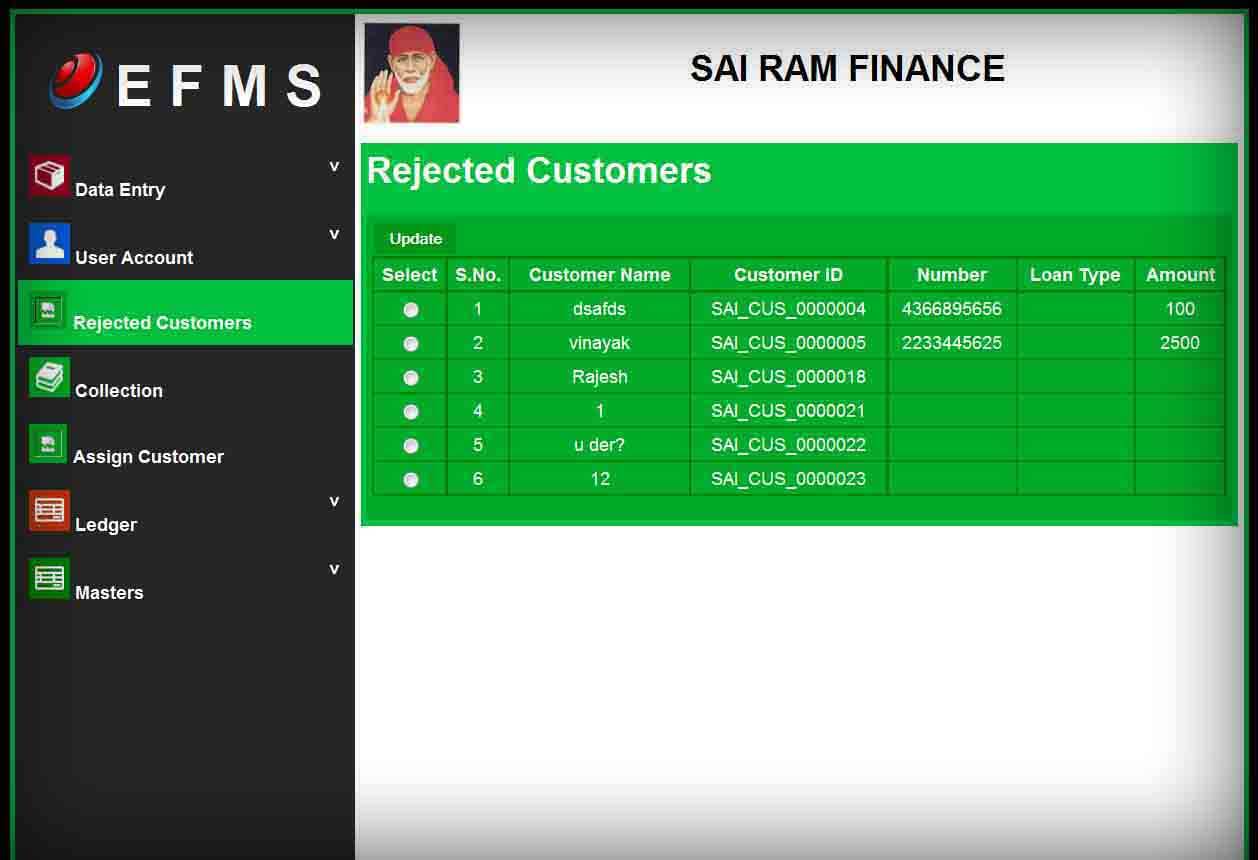 E F M S
SAI RAM FINANCE
Data Entry v
User Account v
Rejected Customers
Collection
Assign Customer
Ledger v
Masters v
Rejected Customers
Update
Select S.No. Customer Name Customer ID Number Loan Type Amount
1 dsafds SAI_CUS_0000004 4366895656 100
2 vinayak SAI_CUS_0000005 2233445625 2500
3 Rajesh SAI_CUS_0000018
4 1 SAI_CUS_0000021
5 u der? SAI_CUS_0000022
6 12 SAI_CUS_0000023